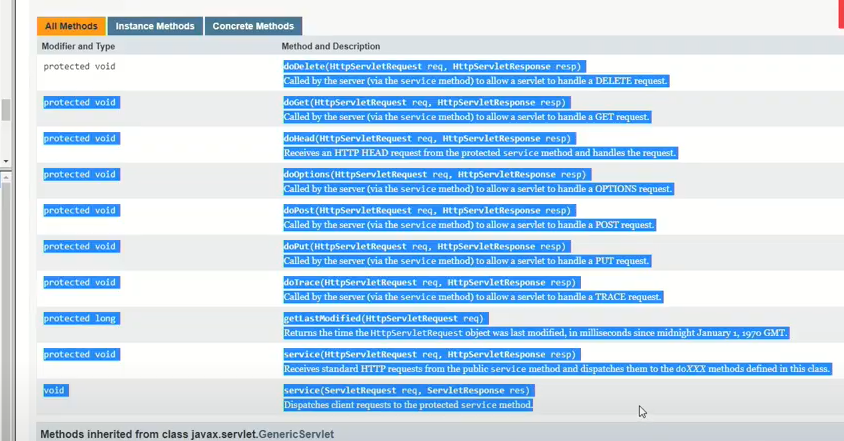 All Methods Instance Methods Concrete Methods
Modifier and Type Method and Description
protected void doDelete(HttpServletRequest req, HttpServletResponse resp)
Called by the server (via the service method) to allow a servlet to handle a DELETE request.
protected void doGet(HttpServletRequest req, HttpServletResponse resp)
Called by the server (via the service method) to allow a servlet to handle a GET request.
protected void doHead(HttpServletRequest req, HttpServletResponse resp)
Receives an HTTP HEAD request from the protected service method and handles the request.
protected void doOptions(HttpServletRequest req, HttpServletResponse resp)
Called by the server (via the service method) to allow a servlet to handle a OPTIONS request.
protected void doPost(HttpServletRequest req, HttpServletResponse resp)
Called by the server (via the service method) to allow a servlet to handle a POST request.
protected void doPut(HttpServletRequest req, HttpServletResponse resp)
Called by the server (via the service method) to allow a servlet to handle a PUT request.
protected void doTrace(HttpServletRequest req, HttpServletResponse resp)
Called by the server (via the service method) to allow a servlet to handle a TRACE request.
protected long getLastModified(HttpServletRequest req)
Returns the time the HttpServletRequest object was last modified, in milliseconds since midnight January 1, 1970 GMT.
protected void service(HttpServletRequest req, HttpServletResponse resp)
Receives standard HTTP requests from the public service method and dispatches them to the doXXX methods defined in this class.
void service(ServletRequest req, ServletResponse res)
Dispatches client requests to the protected service method.
Methods inherited from class javax.servlet.GenericServlet